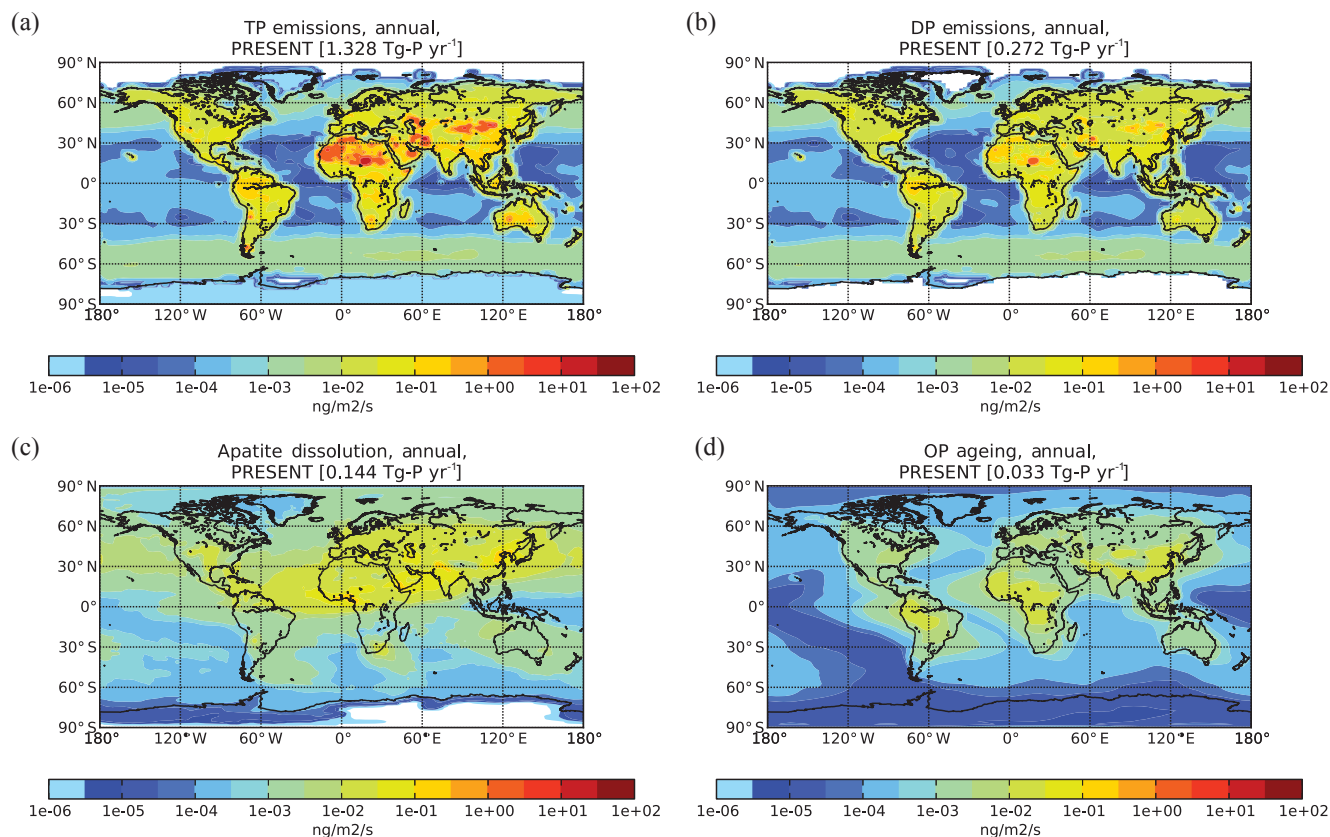 (a)
TP emissions, annual,
PRESENT [1.328 Tg-P yr⁻¹]
90° N
60° N
30° N
0°
30° S
60° S
90° S
180° 120° W 60° W 0° 60° E 120° E 180°
1e-06 1e-05 1e-04 1e-03 1e-02 1e-01 1e+00 1e+01 1e+02
ng/m2/s
(b)
DP emissions, annual,
PRESENT [0.272 Tg-P yr⁻¹]
90° N
60° N
30° N
0°
30° S
60° S
90° S
180° 120° W 60° W 0° 60° E 120° E 180°
1e-06 1e-05 1e-04 1e-03 1e-02 1e-01 1e+00 1e+01 1e+02
ng/m2/s
(c)
Apatite dissolution, annual,
PRESENT [0.144 Tg-P yr⁻¹]
90° N
60° N
30° N
0°
30° S
60° S
90° S
180° 120° W 60° W 0° 60° E 120° E 180°
1e-06 1e-05 1e-04 1e-03 1e-02 1e-01 1e+00 1e+01 1e+02
ng/m2/s
(d)
OP ageing, annual,
PRESENT [0.033 Tg-P yr⁻¹]
90° N
60° N
30° N
0°
30° S
60° S
90° S
180° 120° W 60° W 0° 60° E 120° E 180°
1e-06 1e-05 1e-04 1e-03 1e-02 1e-01 1e+00 1e+01 1e+02
ng/m2/s